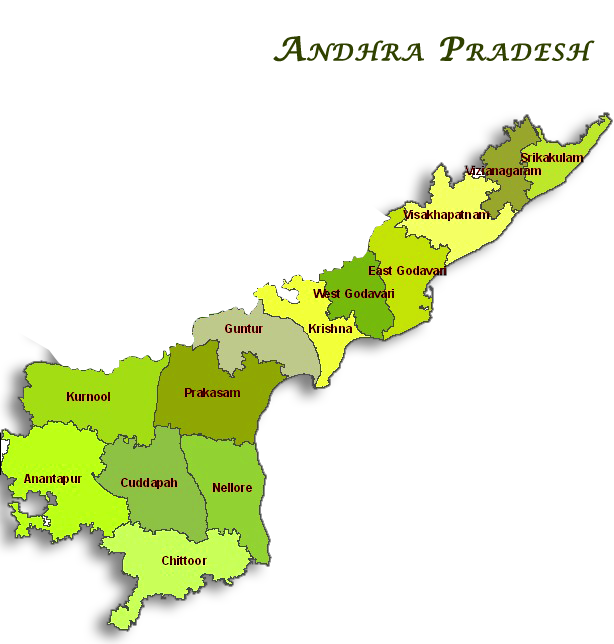 ANDHRA PRADESH
Srikakulam
Vizianagaram
Visakhapatnam
East Godavari
West Godavari
Krishna
Guntur
Prakasam
Kurnool
Anantapur
Cuddapah
Nellore
Chittoor